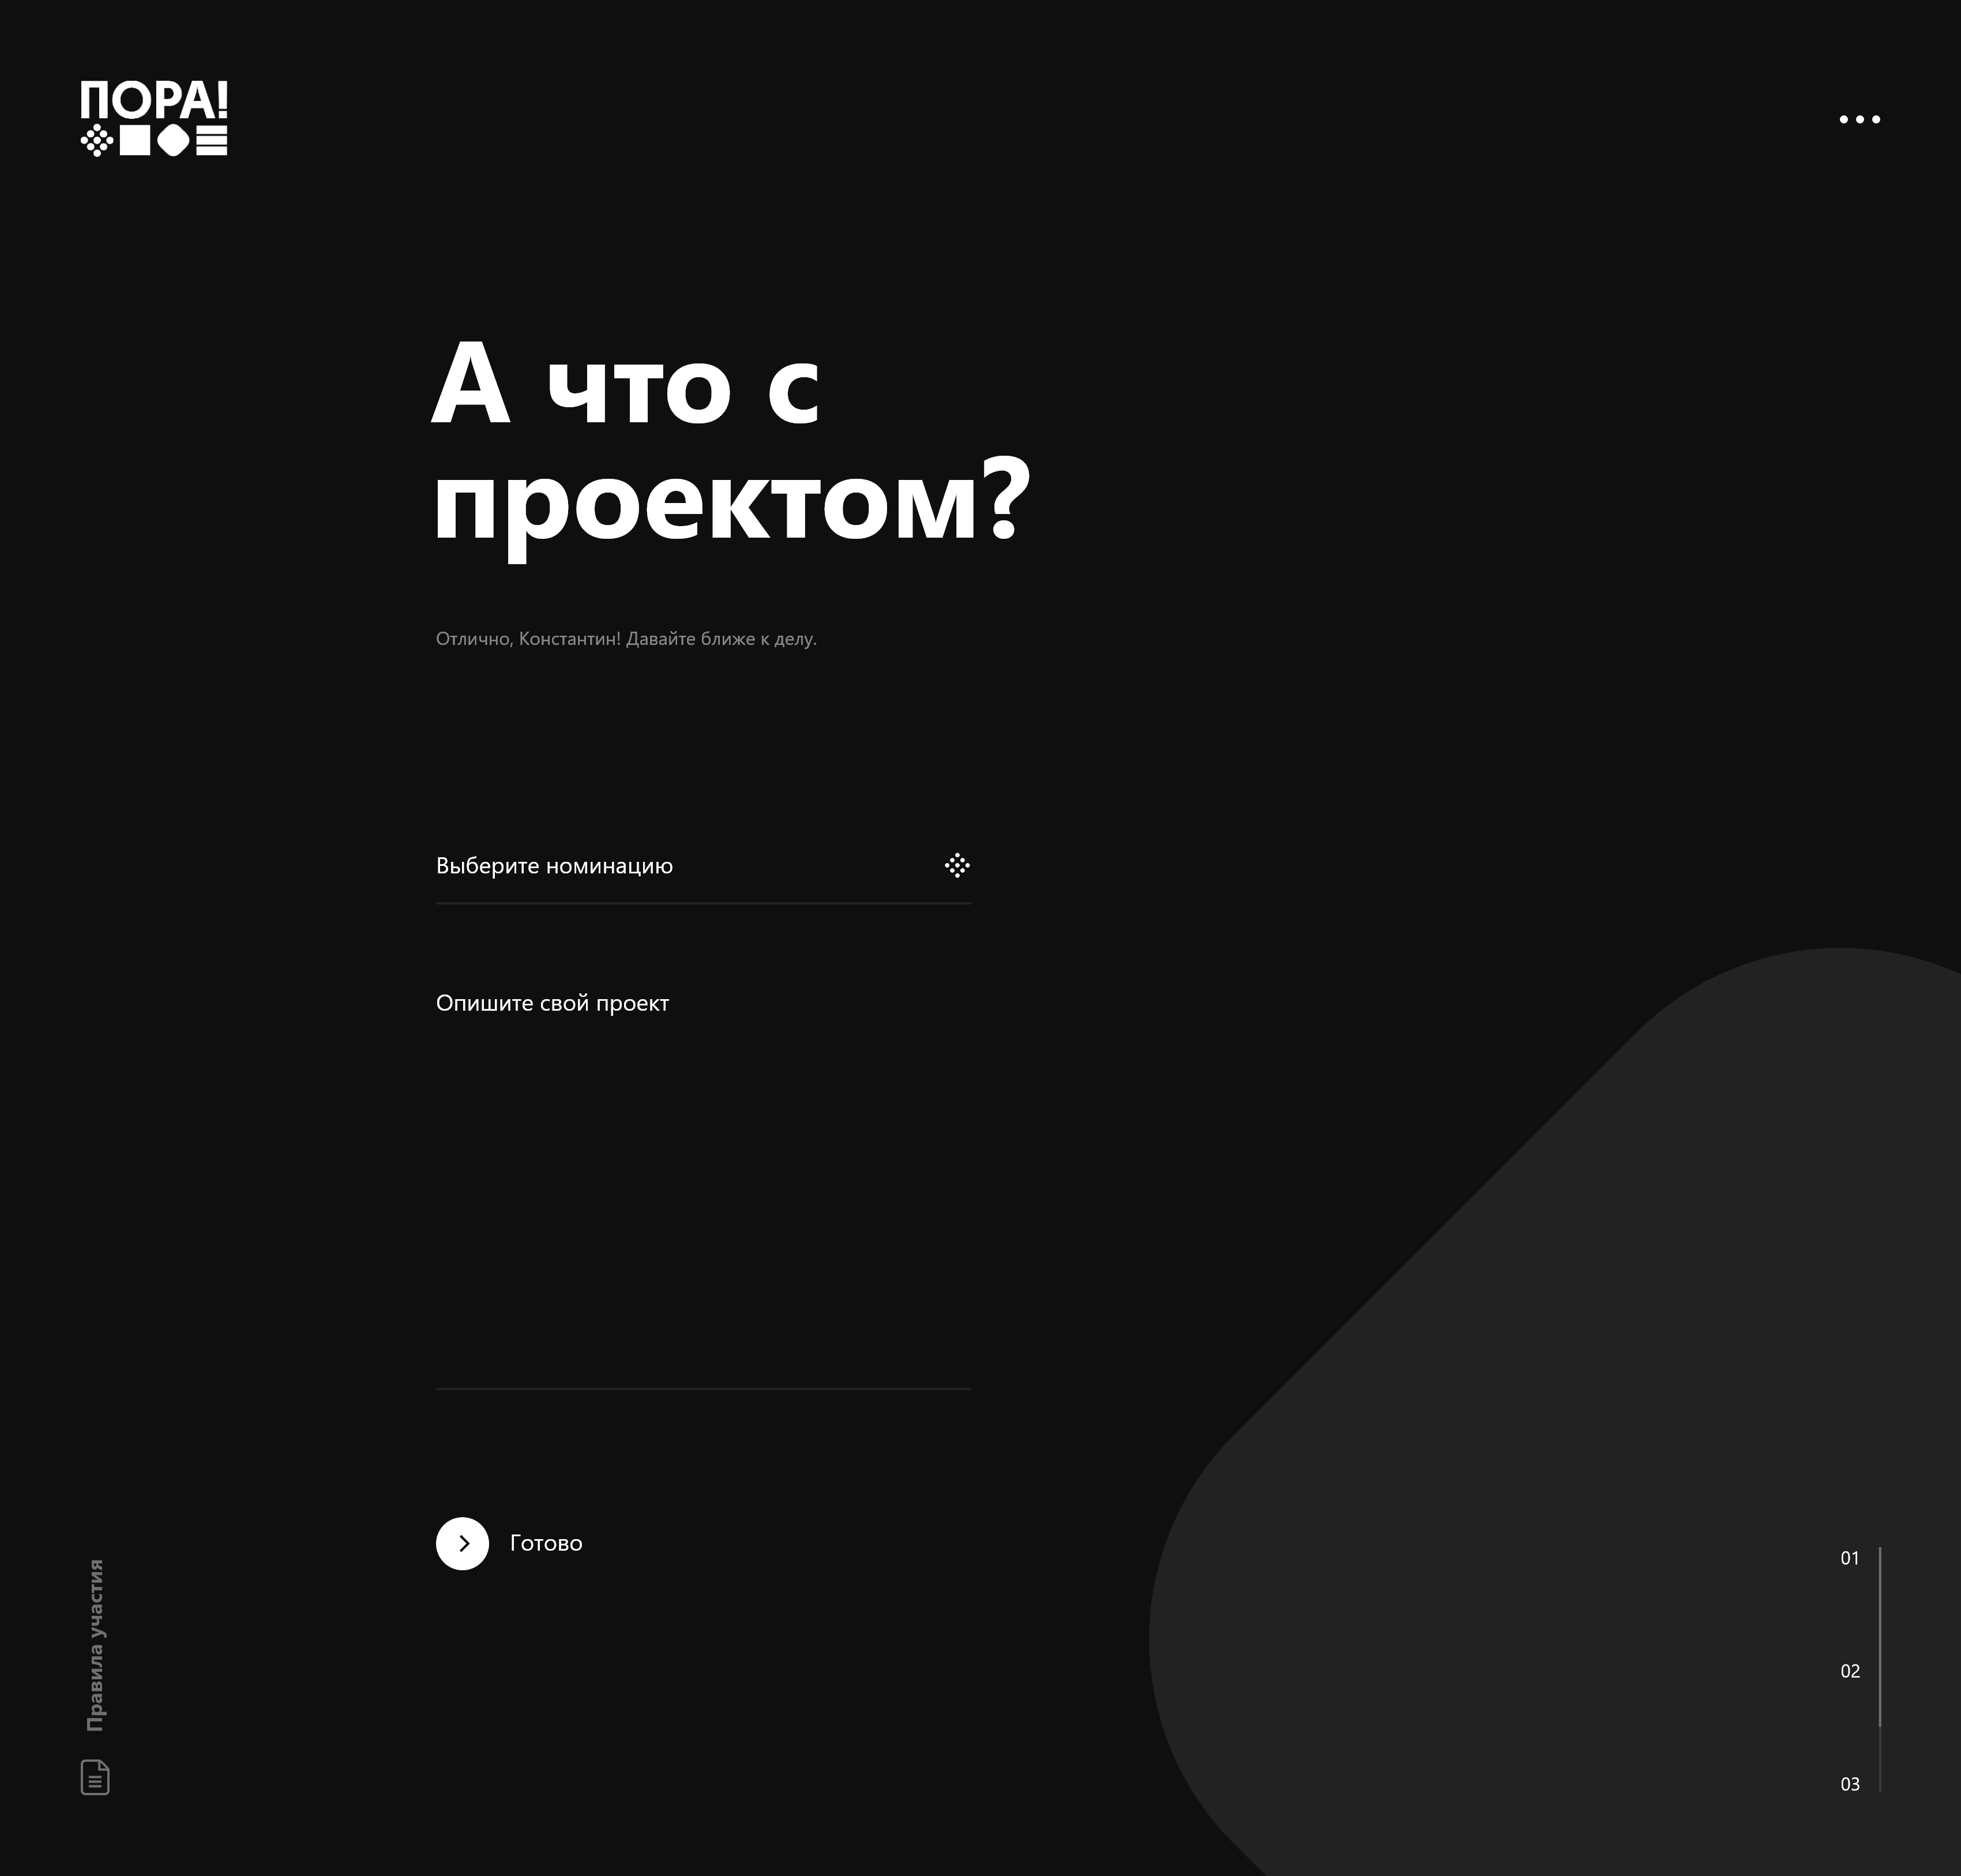 ПОРА!
А что с
проектом?
Отлично, Константин! Давайте ближе к делу.
Выберите номинацию
Опишите свой проект
Готово
Правила участия
01
02
03